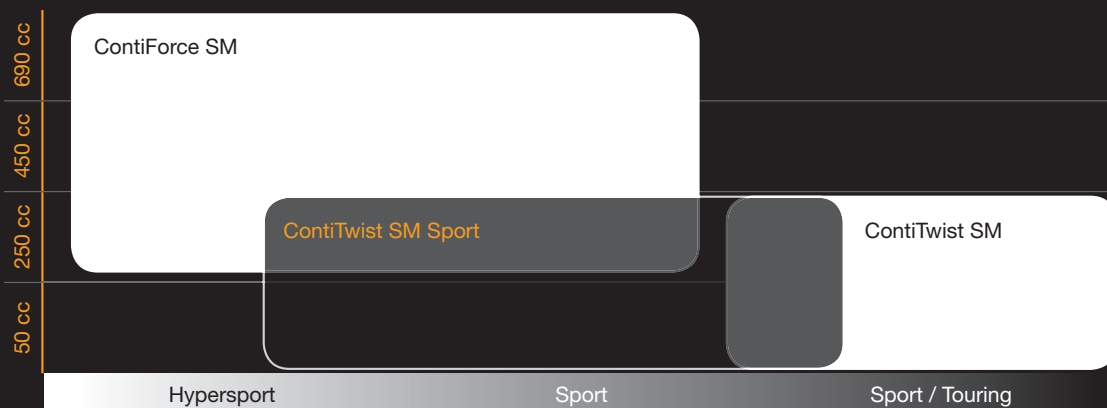 690 cc
450 cc
250 cc
50 cc
ContiForce SM
ContiTwist SM Sport
ContiTwist SM
Hypersport
Sport
Sport / Touring